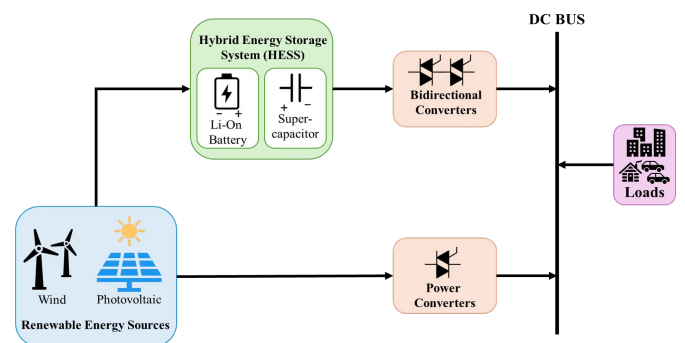 DC BUS
Hybrid Energy Storage
System (HESS)
- +
Li-On
Battery
+ -
Super-
capacitor
Bidirectional
Converters
Loads
Wind
Photovoltaic
Renewable Energy Sources
Power
Converters